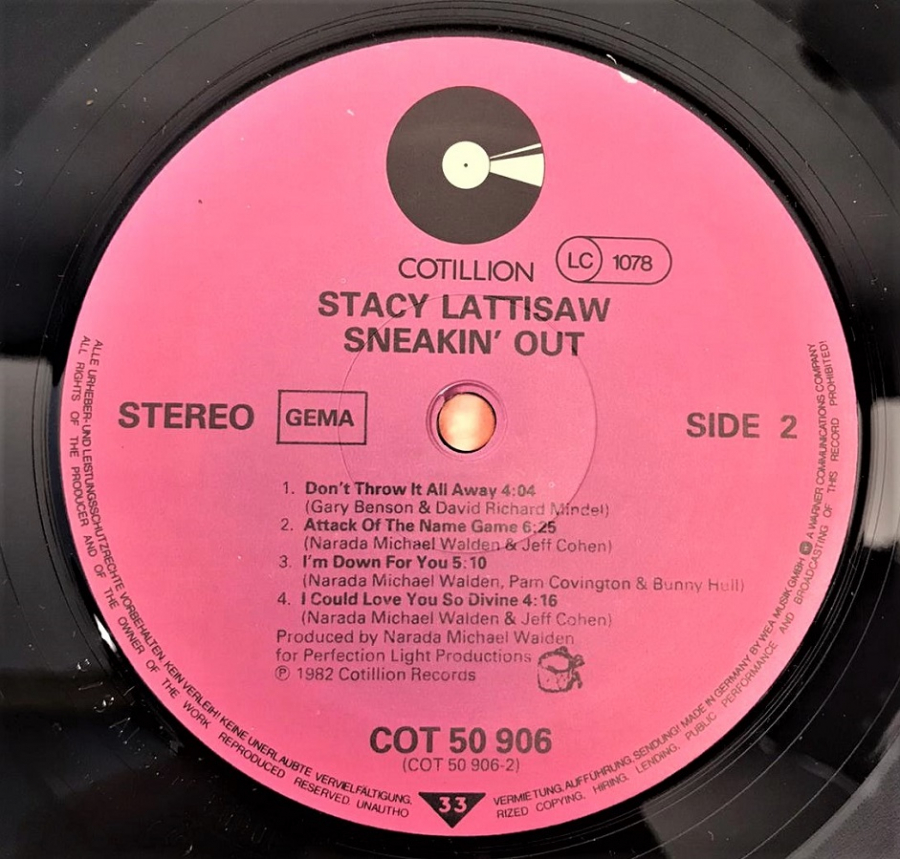 COTILLION
LC 1078
STACY LATTISAW
SNEAKIN' OUT
STEREO
GEMA
SIDE 2
1. Don't Throw It All Away 4:04
(Gary Benson & David Richard Mindel)
2. Attack Of The Name Game 6:25
(Narada Michael Walden & Jeff Cohen)
3. I'm Down For You 5:10
(Narada Michael Walden, Pam Covington & Bunny Hull)
4. I Could Love You So Divine 4:16
(Narada Michael Walden & Jeff Cohen)
Produced by Narada Michael Walden
for Perfection Light Productions
℗ 1982 Cotillion Records
COT 50 906
(COT 50 906-2)
33
ALLE URHEBER- UND LEISTUNGSSCHUTZRECHTE VORBEHALTEN. KEIN VERLEIH! KEINE UNERLAUBTE VERVIELFÄLTIGUNG, VERMIETUNG, AUFFÜHRUNG, SENDUNG! MADE IN GERMANY BY WEA MUSIK GMBH A WARNER COMMUNICATIONS COMPANY
ALL RIGHTS OF THE PRODUCER AND OF THE OWNER OF THE WORK REPRODUCED RESERVED. UNAUTHORIZED COPYING, HIRING, LENDING, PUBLIC PERFORMANCE AND BROADCASTING OF THIS RECORD PROHIBITED!